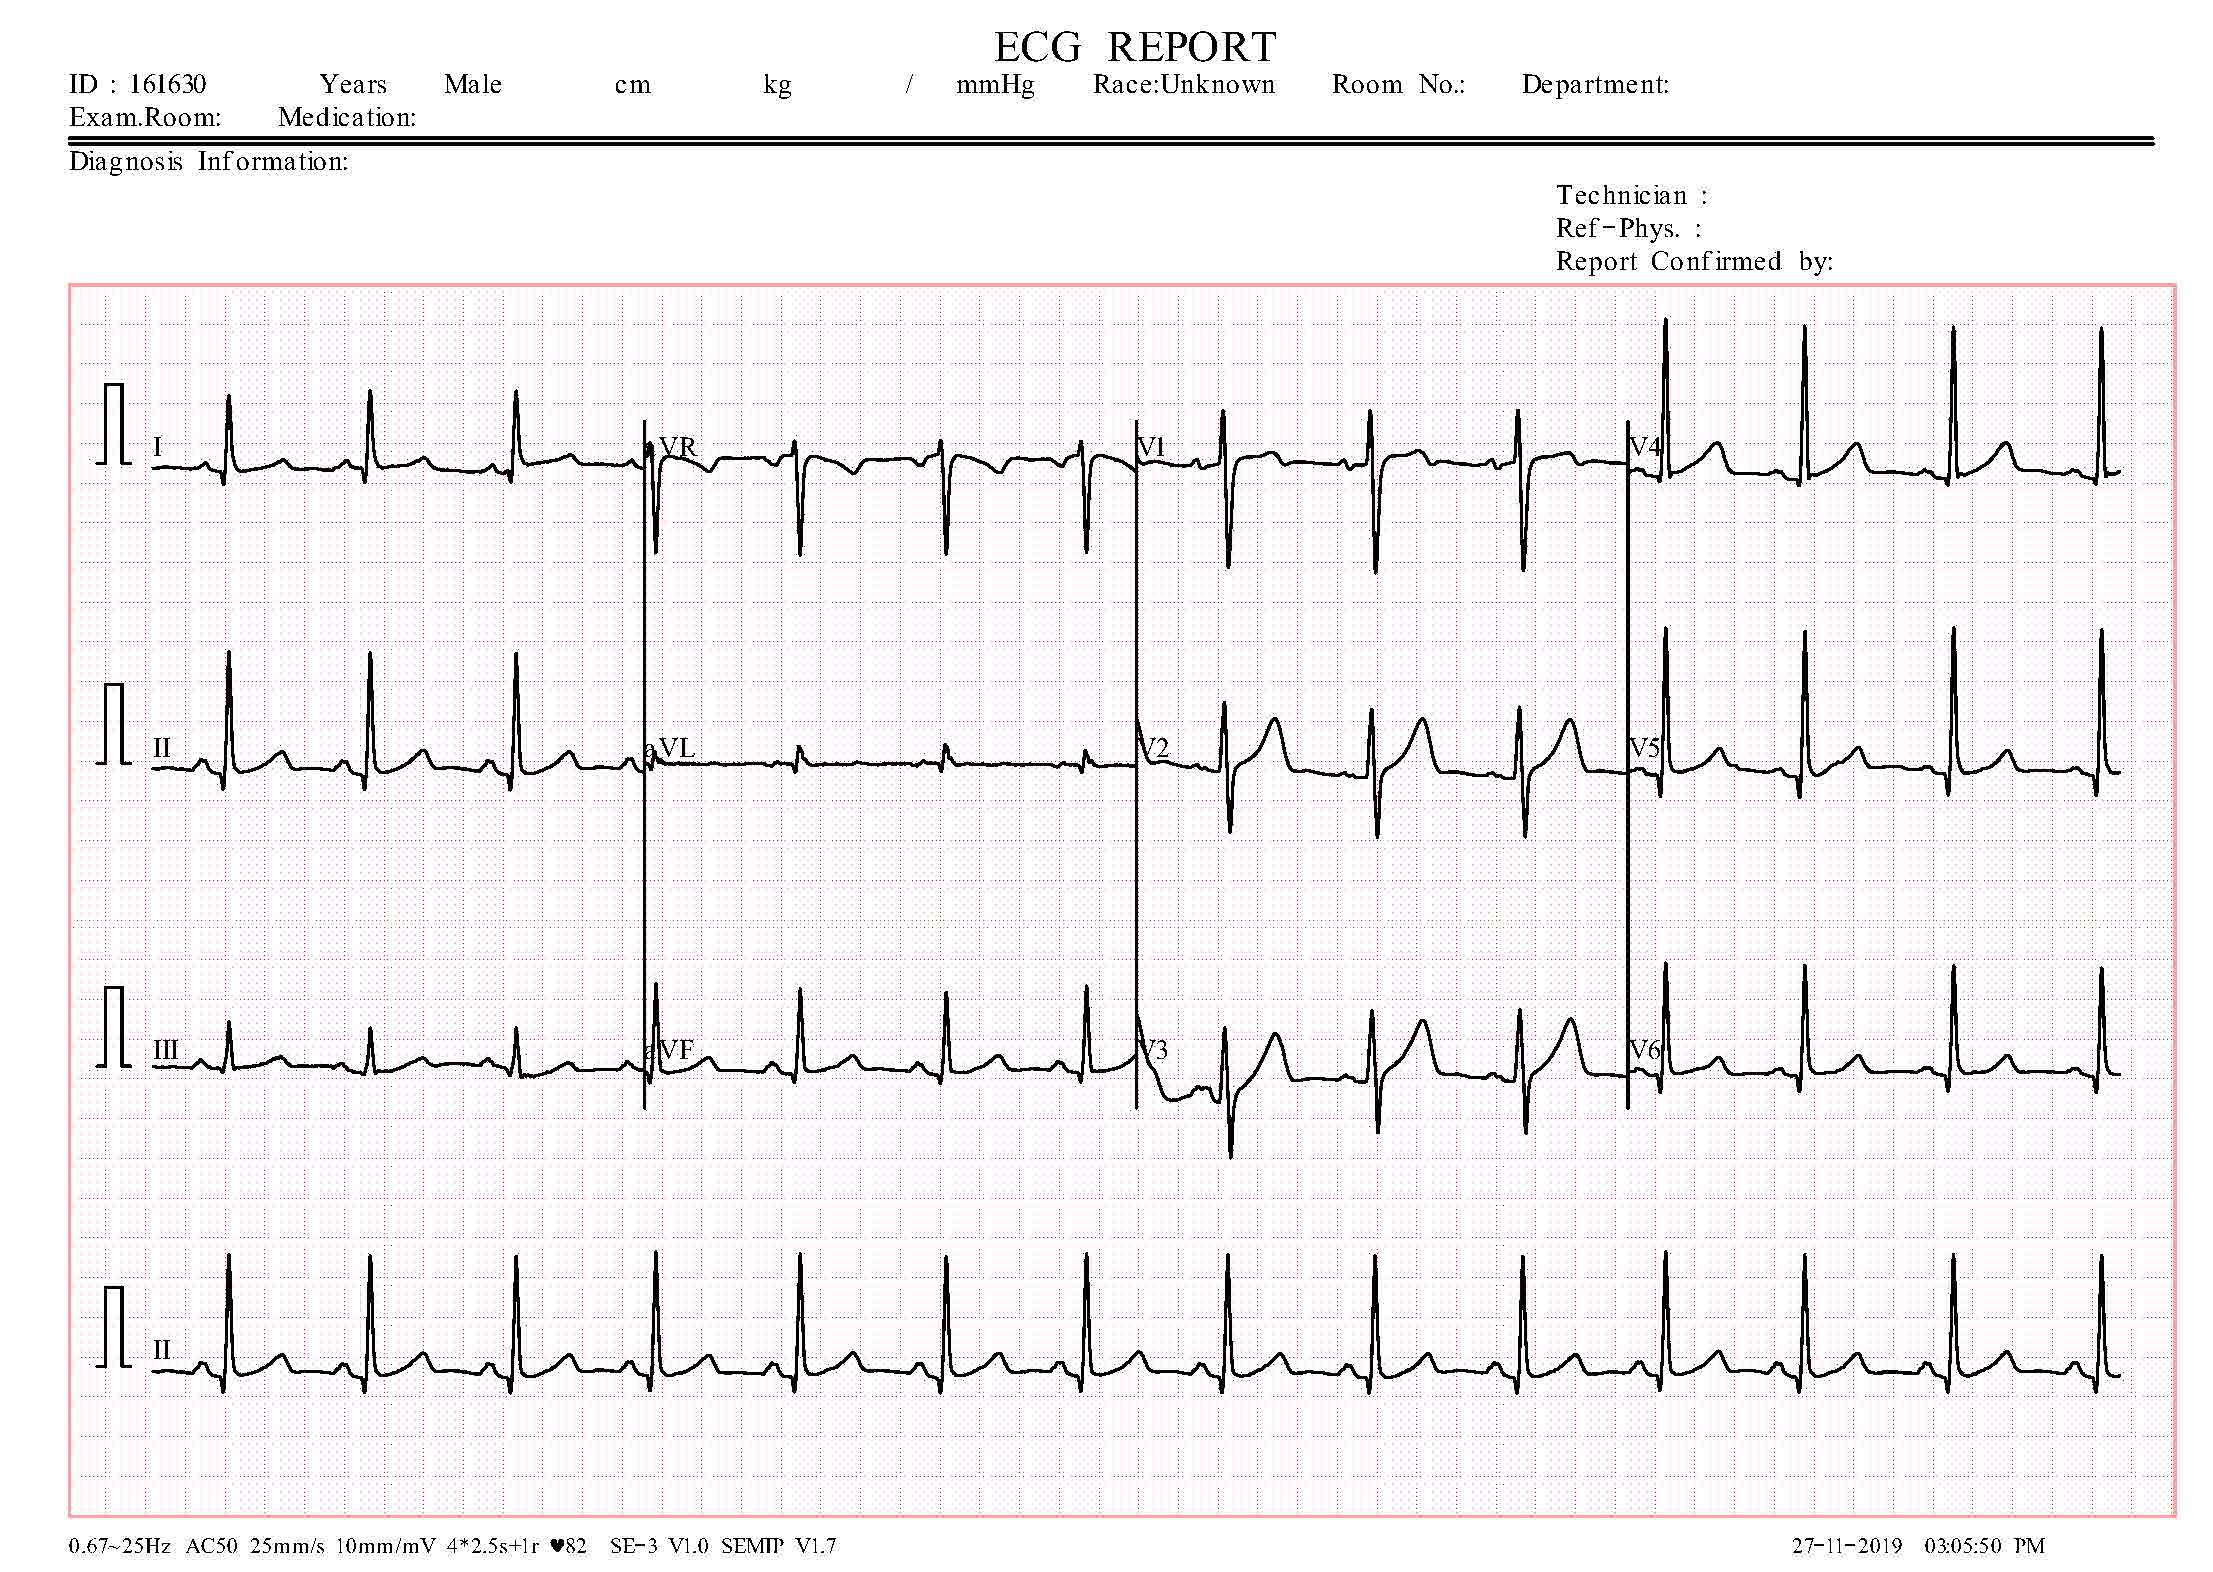 ECG REPORT
ID : 161630 Years Male cm kg / mmHg Race:Unknown Room No.: Department:
Exam.Room: Medication:
Diagnosis Information:
Technician :
Ref-Phys. :
Report Confirmed by:
I aVR V1 V4
II aVL V2 V5
III aVF V3 V6
II
0.67~25Hz AC50 25mm/s 10mm/mV 4*2.5s+1r ♥82 SE-3 V1.0 SEMIP V1.7 27-11-2019 03:05:50 PM